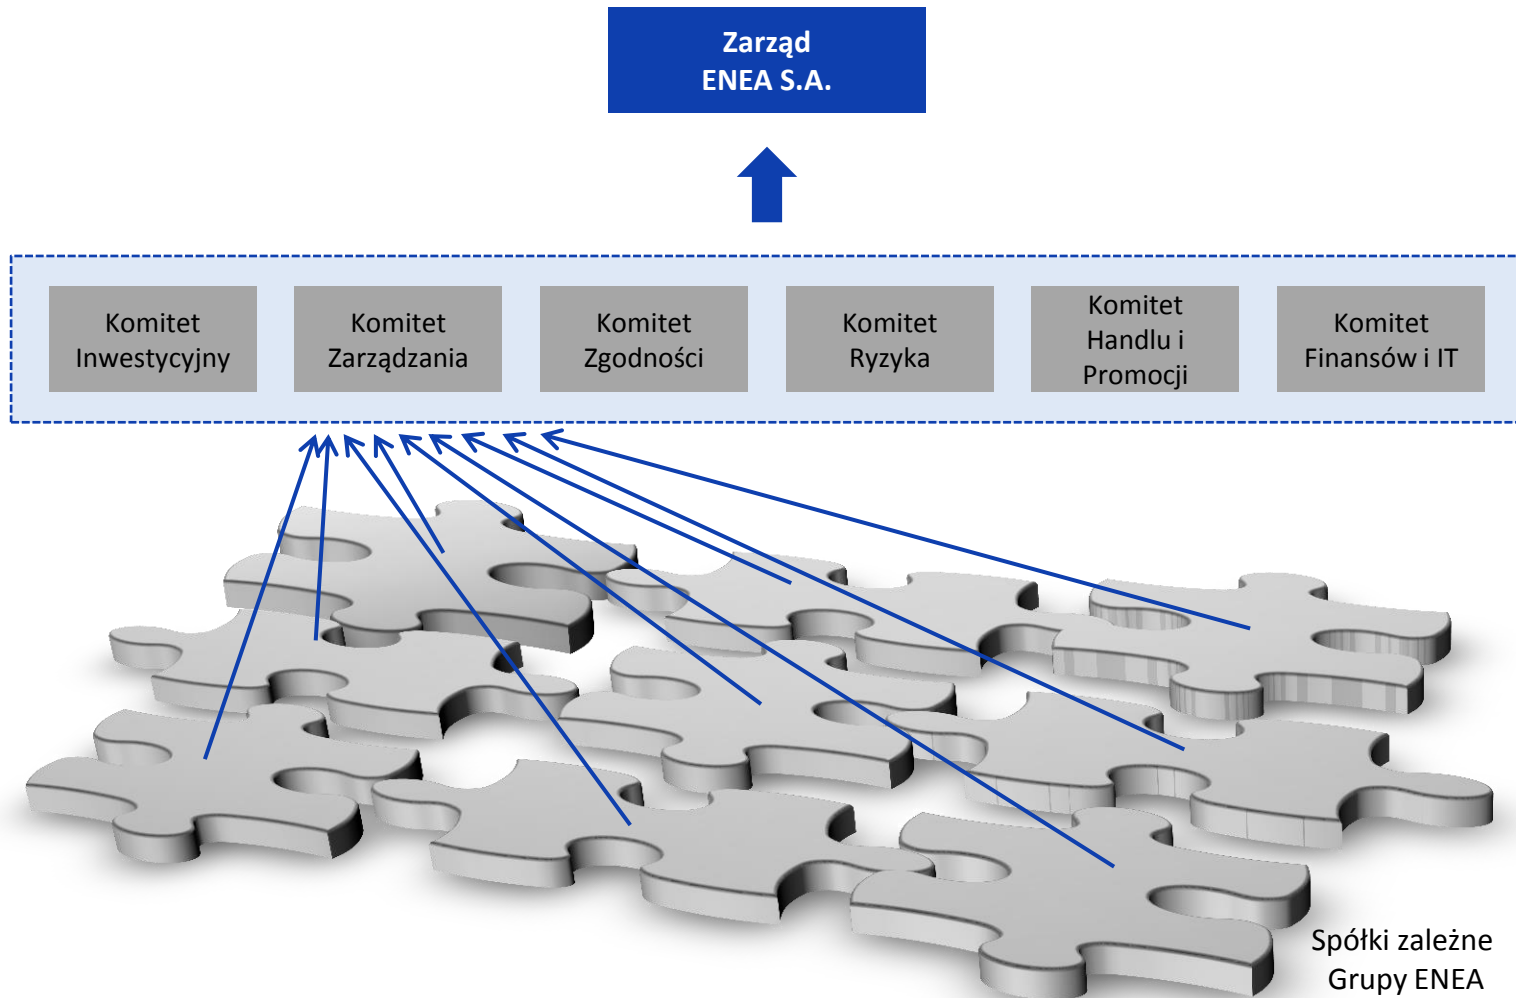 Zarząd
ENEA S.A.
Komitet
Inwestycyjny
Komitet
Zarządzania
Komitet
Zgodności
Komitet
Ryzyka
Komitet
Handlu i
Promocji
Komitet
Finansów i IT
Spółki zależne
Grupy ENEA